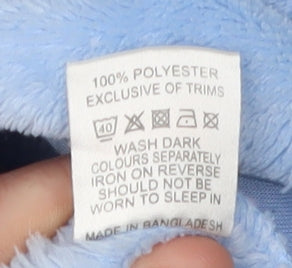 100% POLYESTER
EXCLUSIVE OF TRIMS
40
WASH DARK
COLOURS SEPARATELY
IRON ON REVERSE
SHOULD NOT BE
WORN TO SLEEP IN
MADE IN BANGLADESH